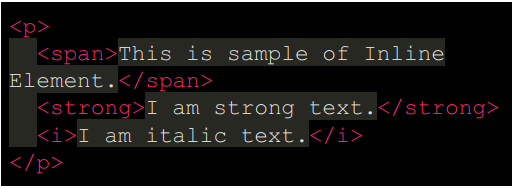 <p>
  <span>This is sample of Inline
Element.</span>
  <strong>I am strong text.</strong>
  <i>I am italic text.</i>
</p>